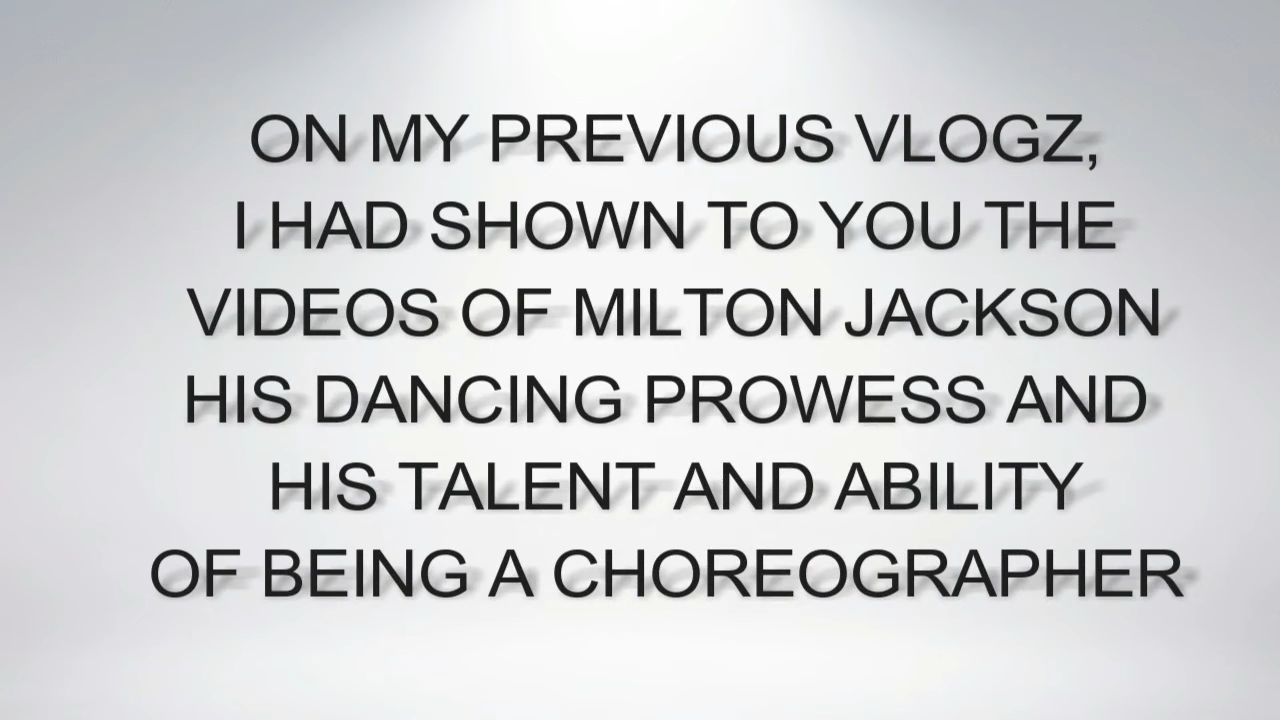 ON MY PREVIOUS VLOGZ,
I HAD SHOWN TO YOU THE
VIDEOS OF MILTON JACKSON
HIS DANCING PROWESS AND
HIS TALENT AND ABILITY
OF BEING A CHOREOGRAPHER